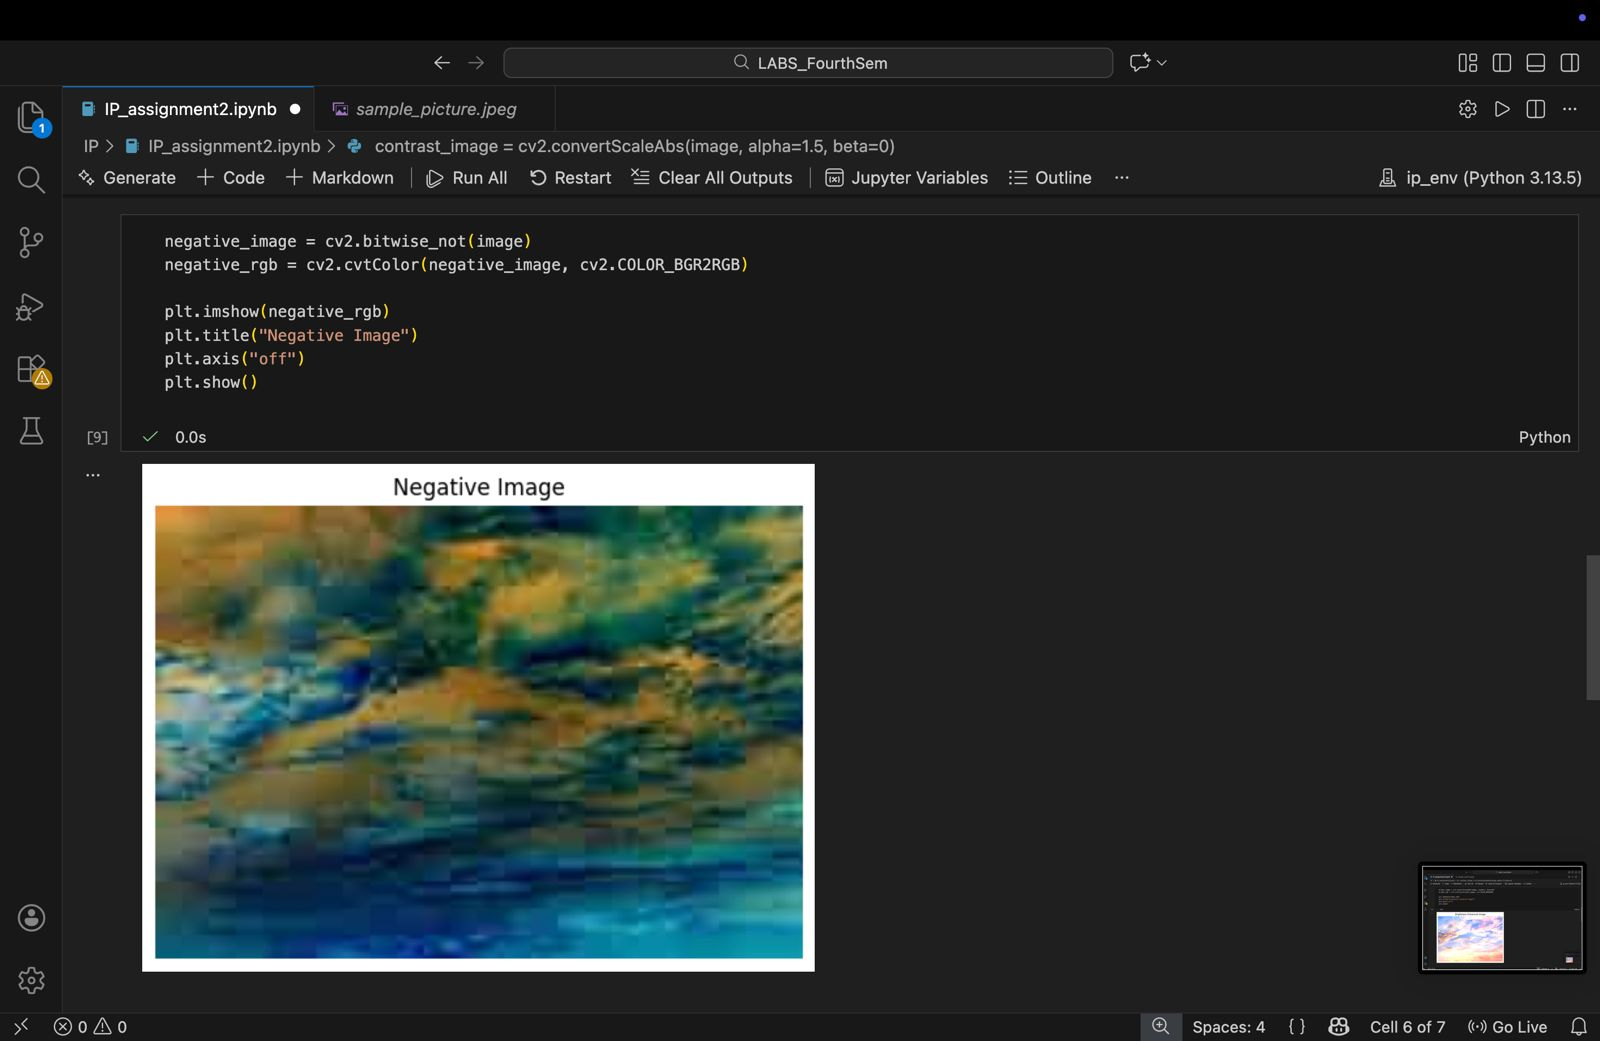 LABS_FourthSem
IP_assignment2.ipynb
sample_picture.jpeg
IP > IP_assignment2.ipynb > contrast_image = cv2.convertScaleAbs(image, alpha=1.5, beta=0)
Generate + Code + Markdown Run All Restart Clear All Outputs Jupyter Variables Outline ... ip_env (Python 3.13.5)
1
negative_image = cv2.bitwise_not(image)
negative_rgb = cv2.cvtColor(negative_image, cv2.COLOR_BGR2RGB)
plt.imshow(negative_rgb)
plt.title("Negative Image")
plt.axis("off")
plt.show()
[9] 0.0s Python
...
Negative Image
0 0 Spaces: 4 { } Cell 6 of 7 Go Live